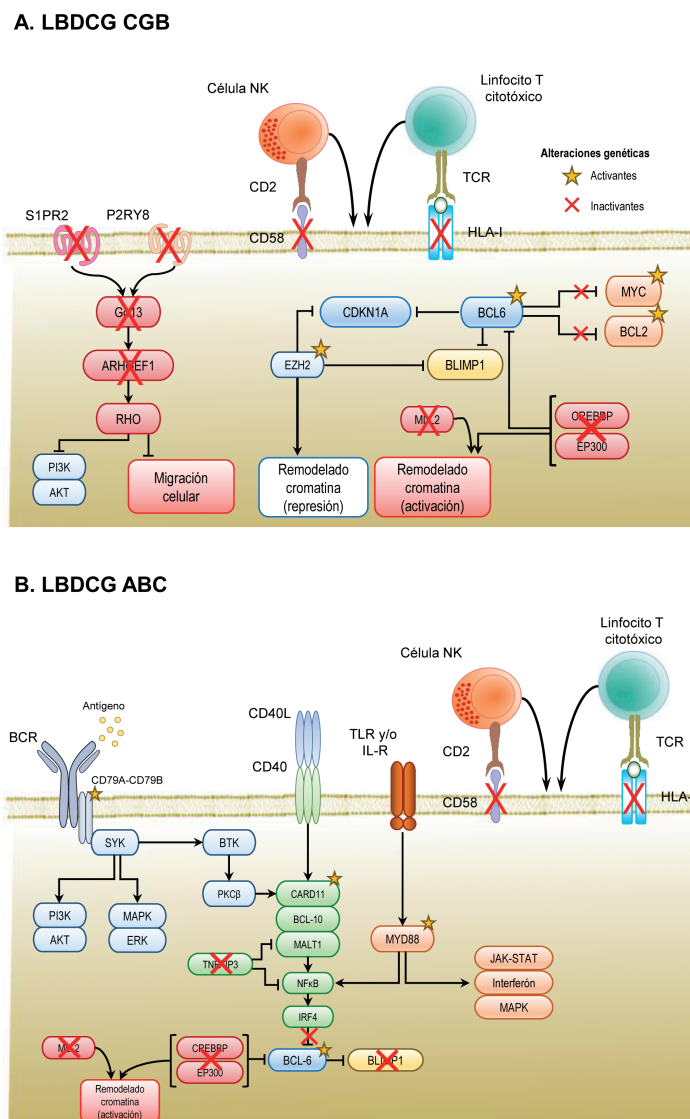 A. LBDCG CGB
Célula NK
Linfocito T
citotóxico
Alteraciones genéticas
Activantes
Inactivantes
CD2
TCR
S1PR2
P2RY8
CD58
HLA-I
CDKN1A
BCL6
MYC
BCL2
EZH2
BLIMP1
ARHGEF1
RHO
CREBBP
EP300
PI3K
AKT
Migración
celular
Remodelado
cromatina
(represión)
Remodelado
cromatina
(activación)
B. LBDCG ABC
Linfocito T
citotóxico
Célula NK
Antígeno
BCR
CD40L
TLR y/o
IL-R
CD2
TCR
CD40
CD79A-CD79B
CD58
HLA-
SYK
BTK
PKCβ
CARD11
BCL-10
MALT1
PI3K
AKT
MAPK
ERK
MYD88
TNFAIP3
NFκB
JAK-STAT
Interferón
MAPK
IRF4
CREBBP
EP300
BCL-6
BLIMP1
Remodelado
cromatina
(activación)